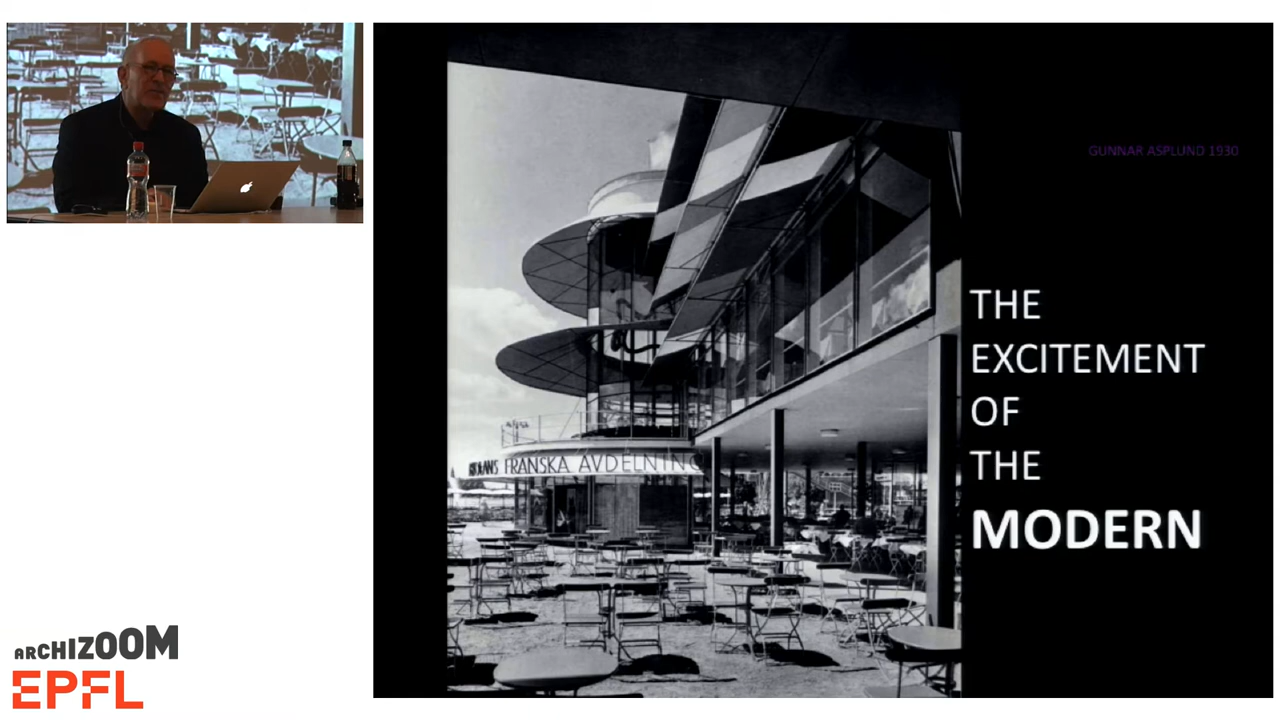 GUNNAR ASPLUND 1930
THE
EXCITEMENT
OF
THE
MODERN
FRANSKA AVDELNING
ARCHIZOOM
EPFL